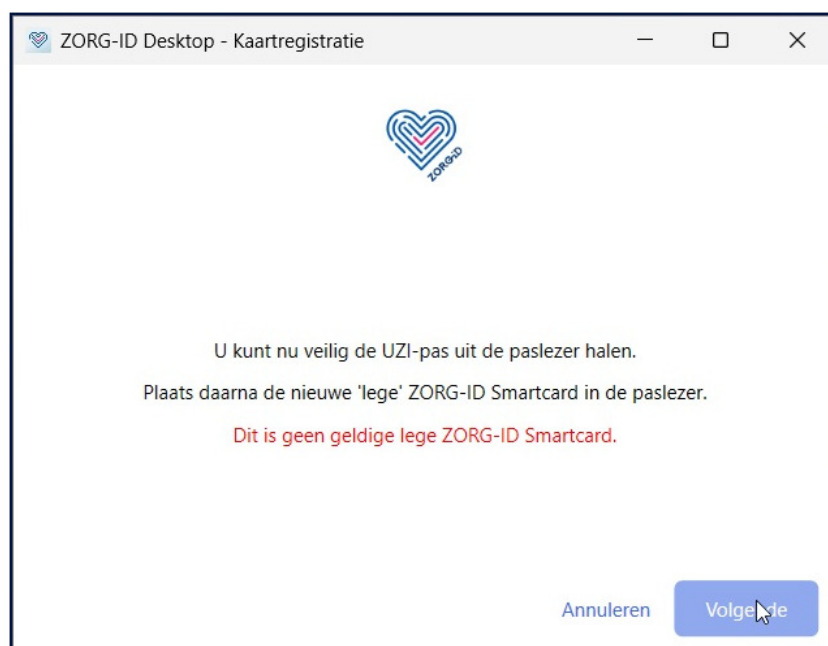 ZORG-ID Desktop - Kaartregistratie
ZORG-ID
U kunt nu veilig de UZI-pas uit de paslezer halen.
Plaats daarna de nieuwe 'lege' ZORG-ID Smartcard in de paslezer.
Dit is geen geldige lege ZORG-ID Smartcard.
Annuleren Volgende